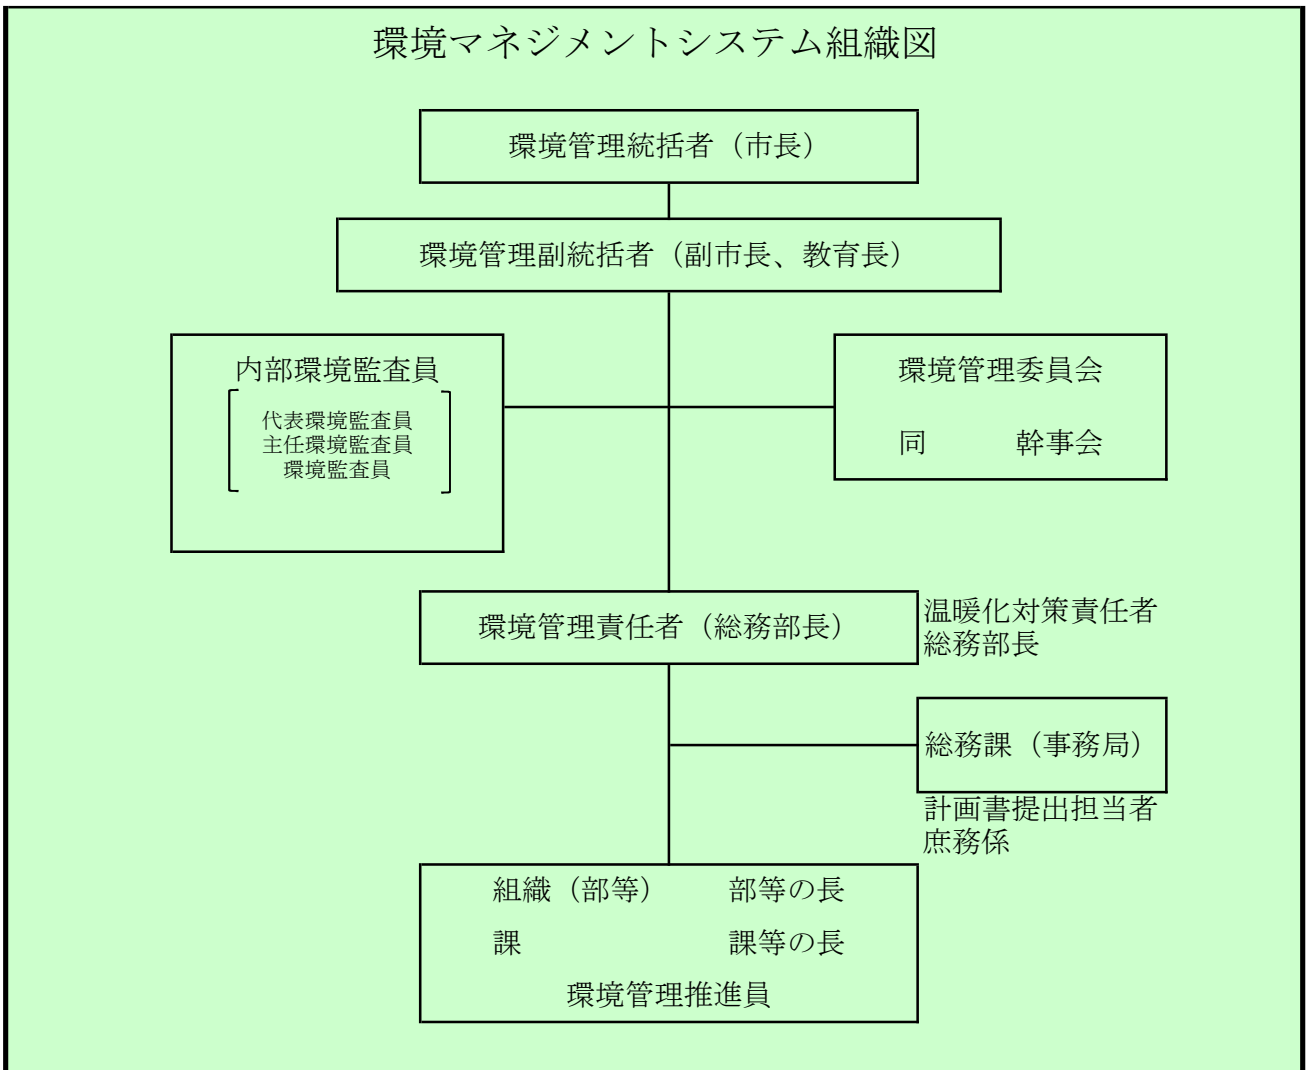 環境マネジメントシステム組織図
環境管理統括者（市長）
環境管理副統括者（副市長、教育長）
内部環境監査員
代表環境監査員
主任環境監査員
環境監査員
環境管理委員会
同　　　幹事会
環境管理責任者（総務部長）
温暖化対策責任者
総務部長
総務課（事務局）
計画書提出担当者
庶務係
組織（部等）　　部等の長
課　　　　　　　課等の長
環境管理推進員